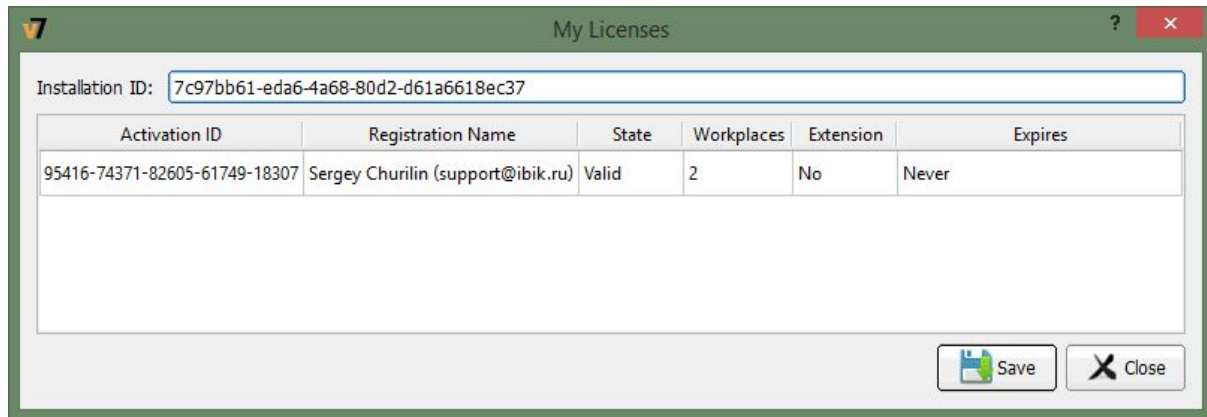 v7 My Licenses ? ×
Installation ID: 7c97bb61-eda6-4a68-80d2-d61a6618ec37
Activation ID Registration Name State Workplaces Extension Expires
95416-74371-82605-61749-18307 Sergey Churilin (support@ibik.ru) Valid 2 No Never
Save Close